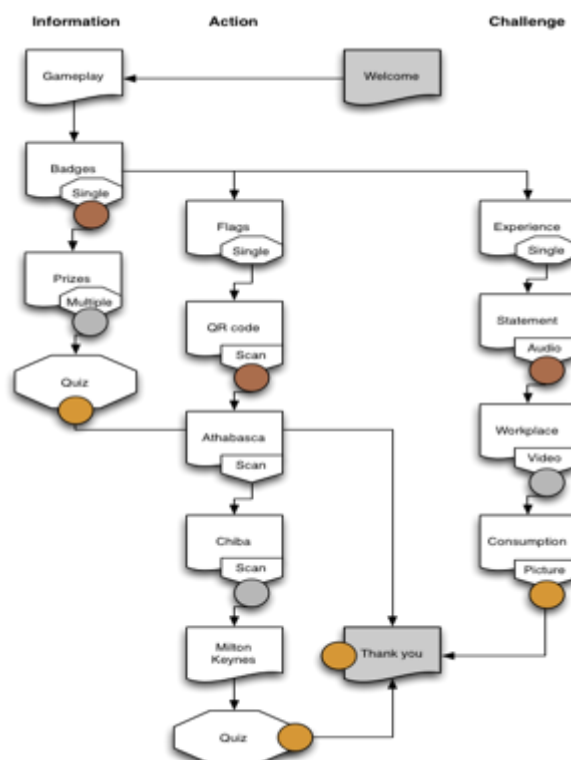 Information
Action
Challenge
Gameplay
Welcome
Badges
Single
Flags
Single
Experience
Single
Prizes
Multiple
QR code
Scan
Statement
Audio
Quiz
Athabasca
Scan
Workplace
Video
Chiba
Scan
Consumption
Picture
Milton
Keynes
Thank you
Quiz